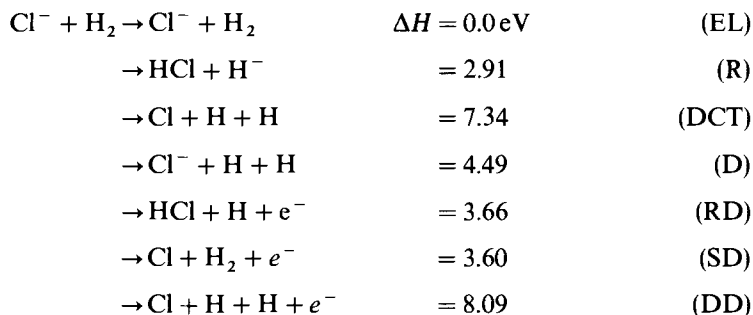 Cl⁻ + H₂ → Cl⁻ + H₂ ΔH = 0.0 eV (EL)
→ HCl + H⁻ = 2.91 (R)
→ Cl + H + H = 7.34 (DCT)
→ Cl⁻ + H + H = 4.49 (D)
→ HCl + H + e⁻ = 3.66 (RD)
→ Cl + H₂ + e⁻ = 3.60 (SD)
→ Cl + H + H + e⁻ = 8.09 (DD)